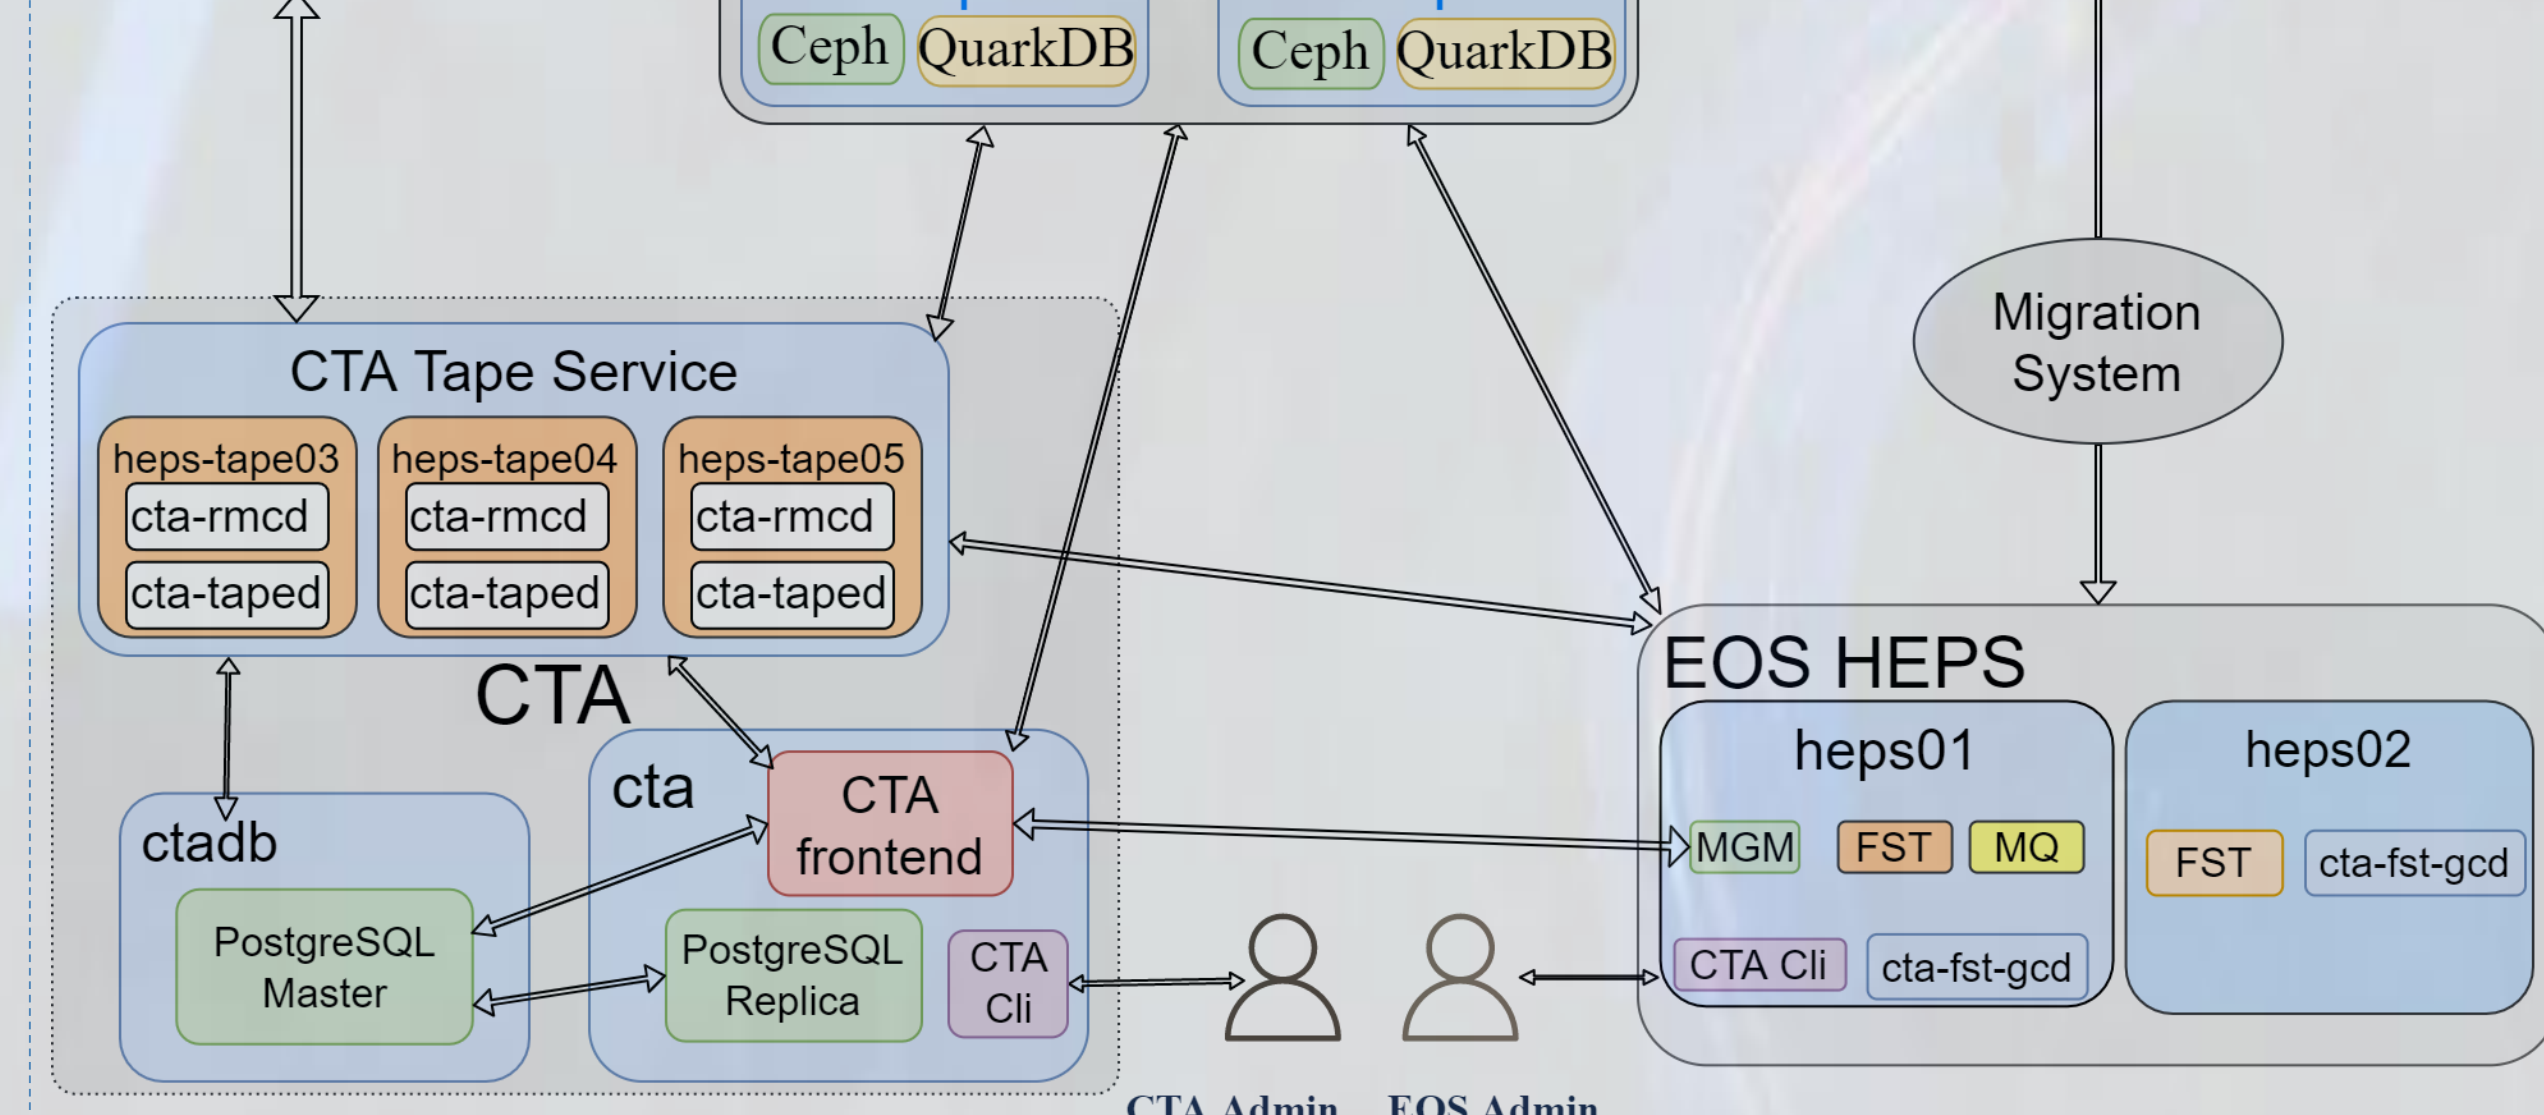 Ceph
QuarkDB
Ceph
QuarkDB
Migration
System
CTA Tape Service
heps-tape03
heps-tape04
heps-tape05
cta-rmcd
cta-rmcd
cta-rmcd
cta-taped
cta-taped
cta-taped
CTA
EOS HEPS
cta
CTA
frontend
ctadb
PostgreSQL
Master
PostgreSQL
Replica
CTA
Cli
heps01
heps02
MGM
FST
MQ
FST
cta-fst-gcd
CTA Cli
cta-fst-gcd
CTA Admin
EOS Admin